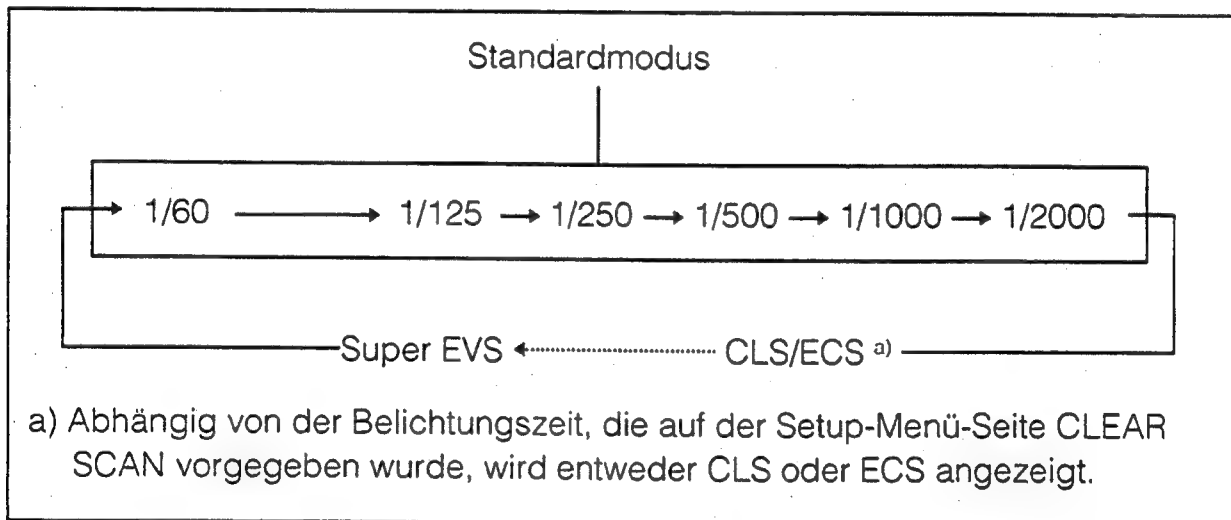 Standardmodus
1/60 → 1/125 → 1/250 → 1/500 → 1/1000 → 1/2000
Super EVS CLS/ECS a)
a) Abhängig von der Belichtungszeit, die auf der Setup-Menü-Seite CLEAR
SCAN vorgegeben wurde, wird entweder CLS oder ECS angezeigt.